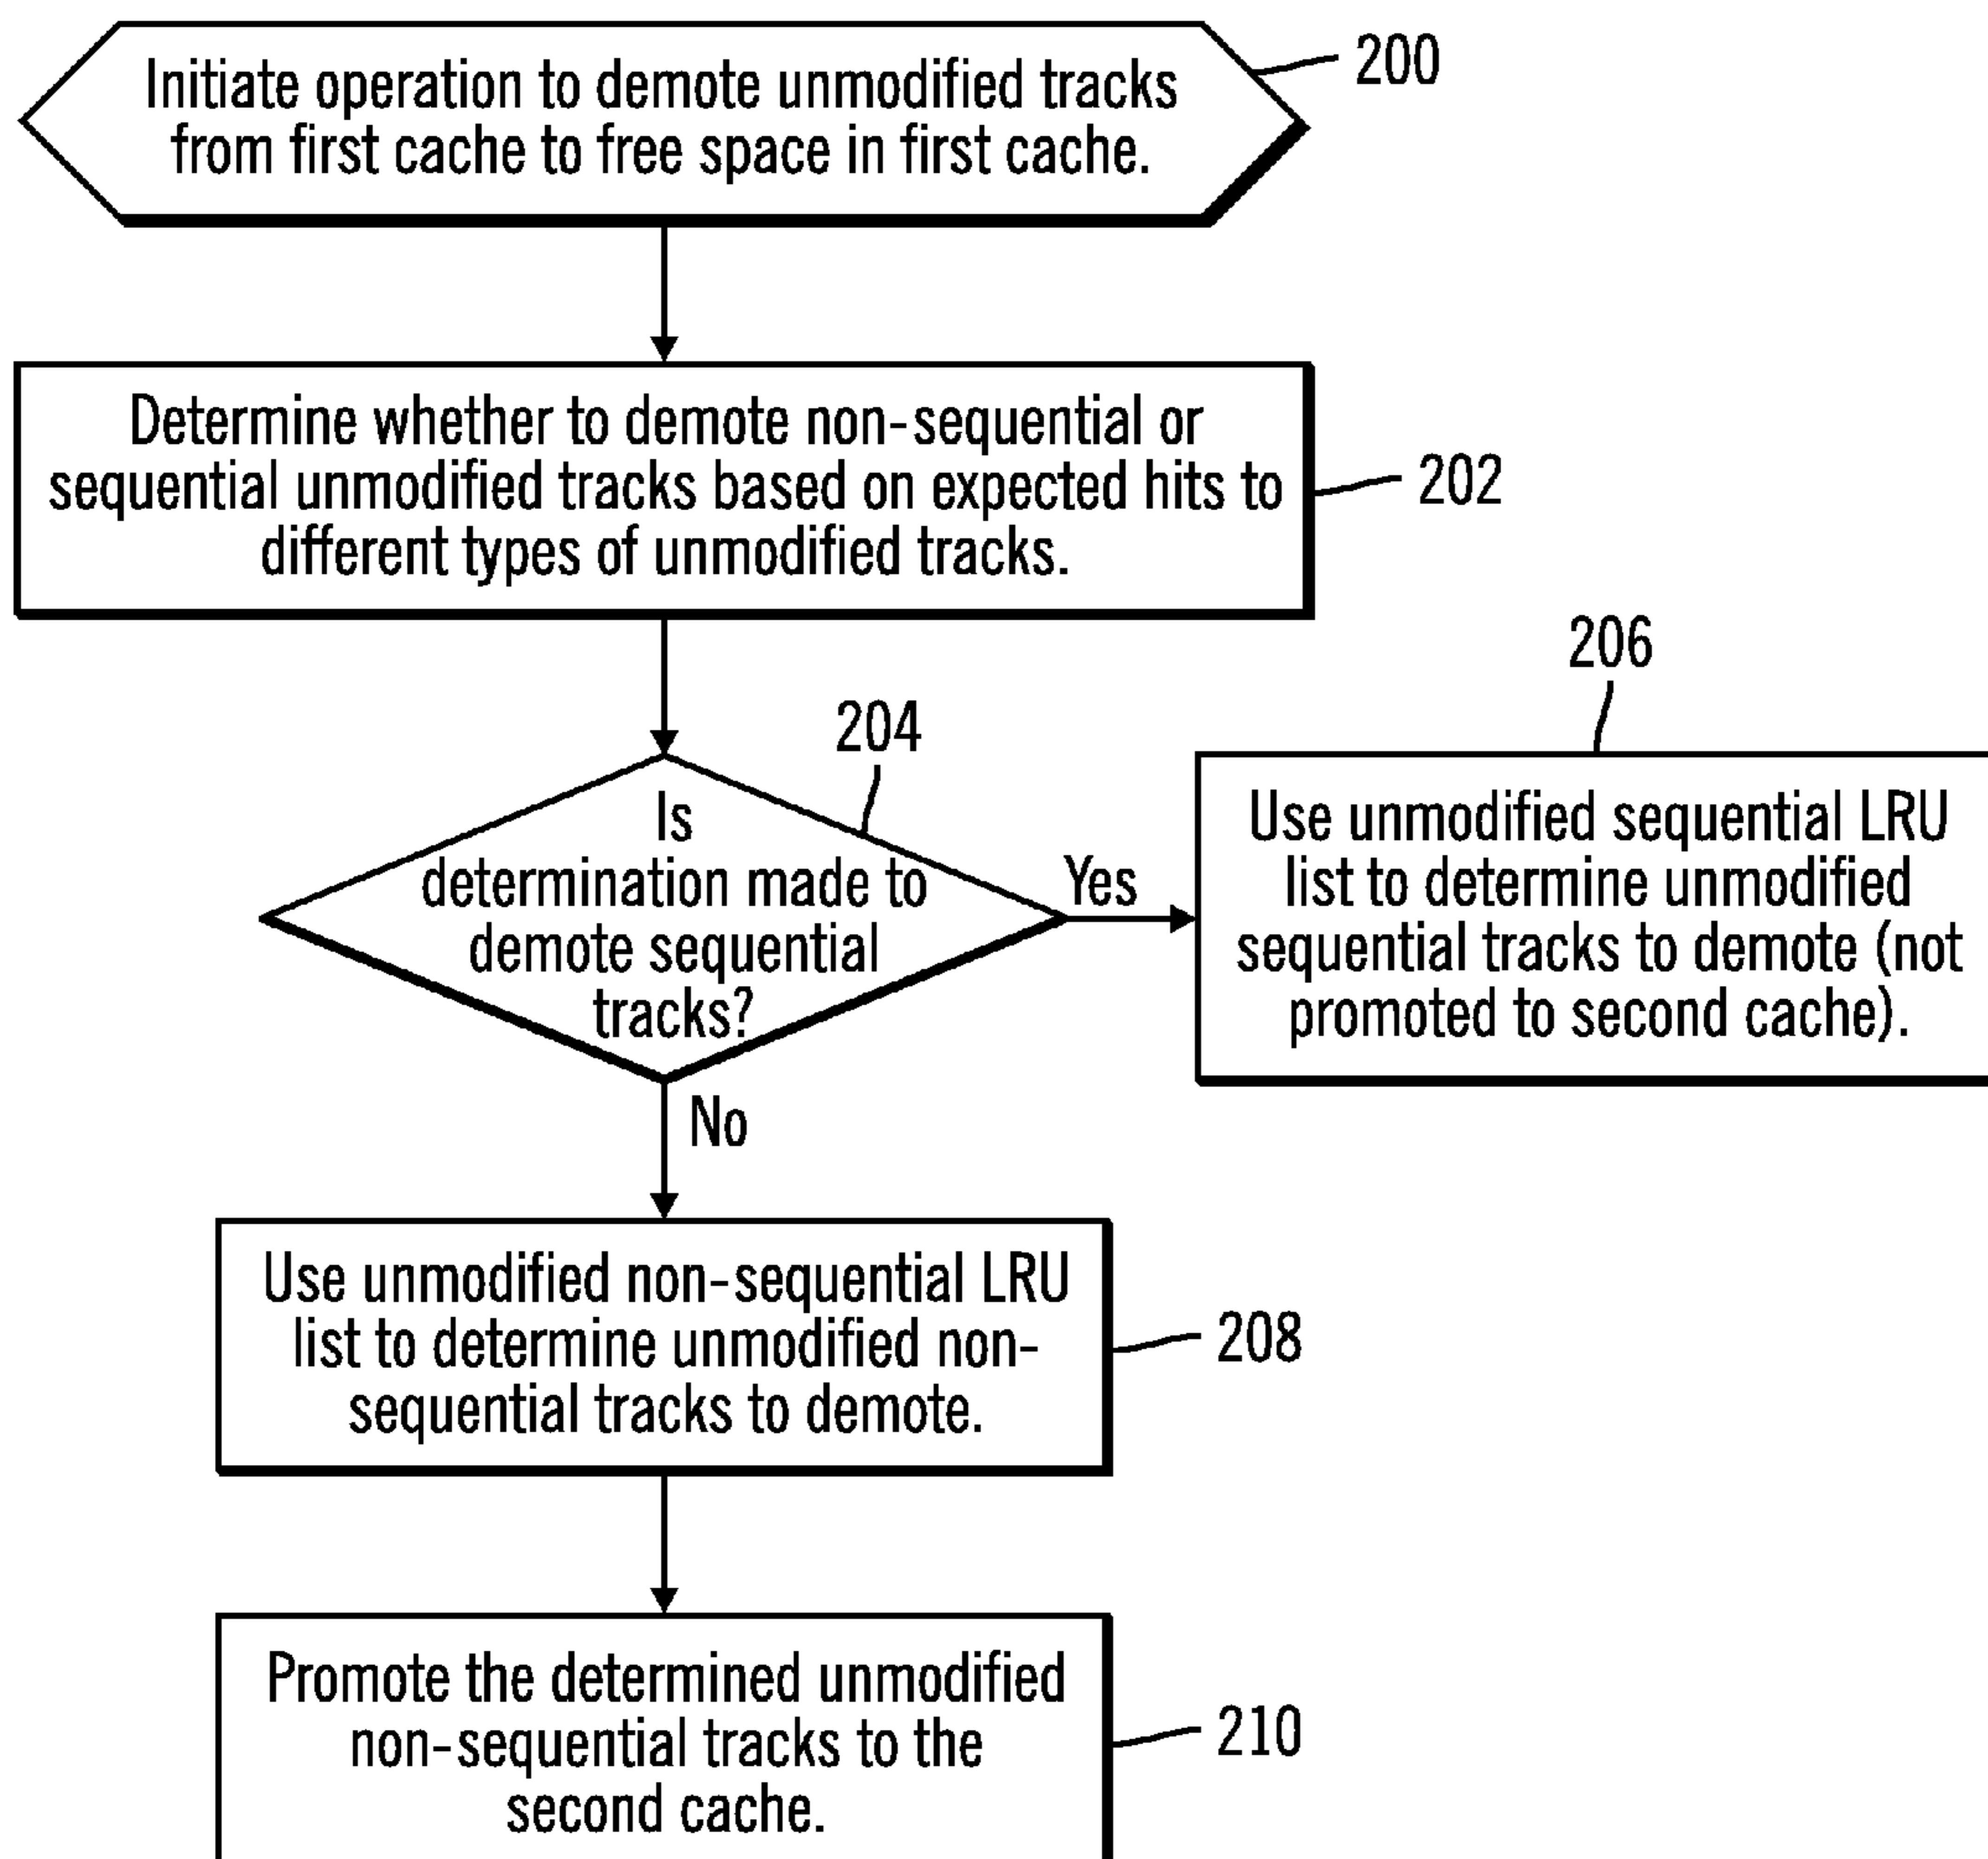 Initiate operation to demote unmodified tracks
from first cache to free space in first cache.
200
Determine whether to demote non-sequential or
sequential unmodified tracks based on expected hits to
different types of unmodified tracks.
202
204
Is
determination made to
demote sequential
tracks?
Yes
206
Use unmodified sequential LRU
list to determine unmodified
sequential tracks to demote (not
promoted to second cache).
No
Use unmodified non-sequential LRU
list to determine unmodified non-
sequential tracks to demote.
208
Promote the determined unmodified
non-sequential tracks to the
second cache.
210